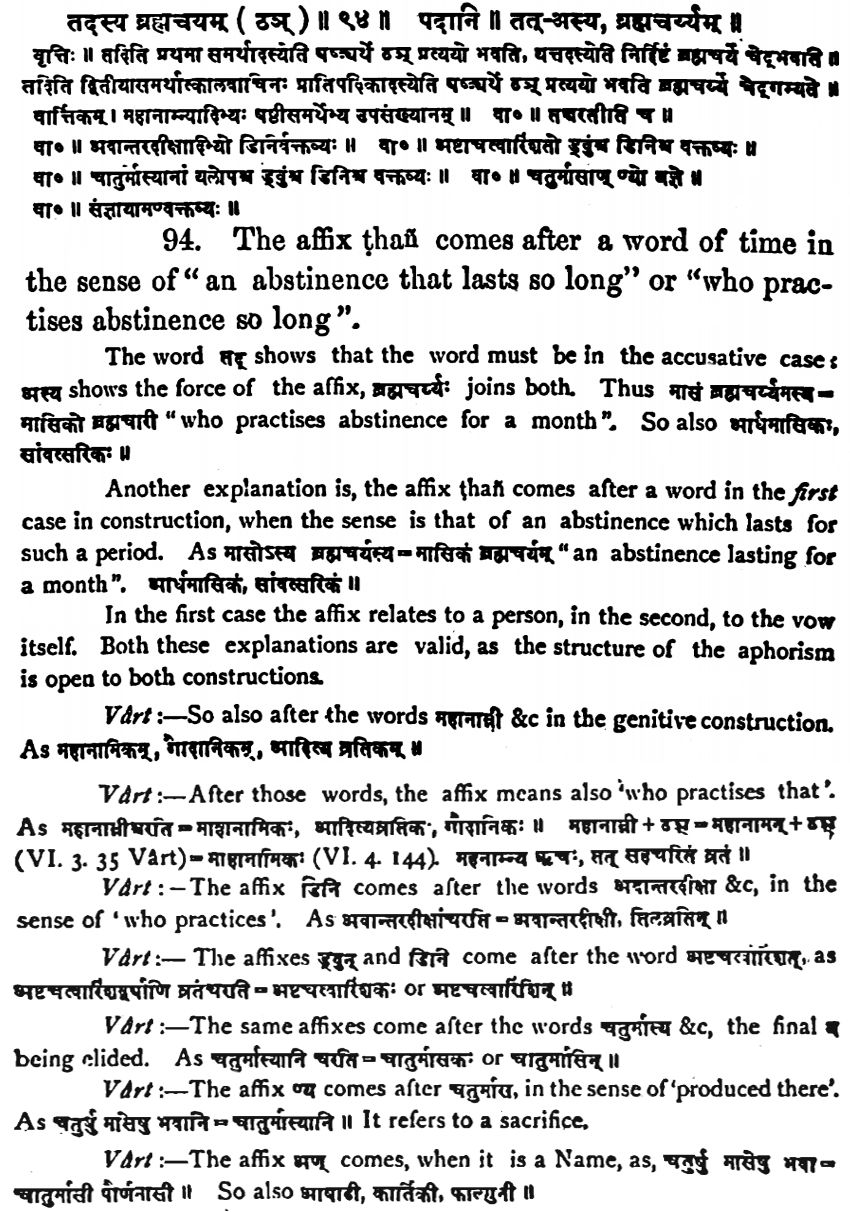 तदस्य ब्रह्मचयम् ( ठञ् ) ॥ ९४ ॥ पदानि ॥ तत्-अस्य, ब्रह्मचर्य्यम् ॥
वृत्तिः ॥ तदिति प्रथमा समर्थादस्येति षष्ठ्यर्थे ठञ् प्रत्ययो भवति, यत्तदस्येति निर्दिष्टं ब्रह्मचर्यं चेद्भवति ॥
तदिति द्वितीयासमर्थात्कालवाचिनः प्रातिपदिकादस्येति षष्ठ्यर्थे ठञ् प्रत्ययो भवति ब्रह्मचर्य्यं चेद्गम्यते ॥
वार्त्तिकम् । महानाम्न्यादिभ्यः षष्ठीसमर्थेभ्य उपसंख्यानम् ॥ वा० ॥ तच्चरतीति च ॥
वा० ॥ अवान्तरदीक्षादिभ्यो डिनिर्वक्तव्यः ॥ वा० ॥ अष्टाचत्वारिंशतो ड्वुंश्च डिनिश्च वक्तव्यः ॥
वा० ॥ चातुर्मास्यानां यलोपश्च ड्वुंश्च डिनिश्च वक्तव्यः ॥ वा० ॥ चतुर्मासाण् ण्यो यज्ञे ॥
वा० ॥ संज्ञायामण्वक्तव्यः ॥
94. The affix ṭhañ comes after a word of time in
the sense of “ an abstinence that lasts so long” or “who prac-
tises abstinence so long ”.
The word तद् shows that the word must be in the accusative case:
अस्य shows the force of the affix, ब्रह्मचर्य्यः joins both. Thus मासं ब्रह्मचर्य्यमस्य=
मासिको ब्रह्मचारी “who practises abstinence for a month”. So also आर्धमासिकः,
सांवत्सरिकः ॥
Another explanation is, the affix ṭhañ comes after a word in the first
case in construction, when the sense is that of an abstinence which lasts for
such a period. As मासोऽस्य ब्रह्मचर्यस्य=मासिकं ब्रह्मचर्यम् “an abstinence lasting for
a month”. आर्धमासिकं, सांवत्सरिकं ॥
In the first case the affix relates to a person, in the second, to the vow
itself. Both these explanations are valid, as the structure of the aphorism
is open to both constructions.
Vârt :—So also after the words महानाम्नी &c in the genitive construction.
As महानामिकम्, गौदानिकम्, आदित्य व्रतिकम् ॥
Vârt :—After those words, the affix means also ‘who practises that’.
As महानाम्नीश्चरति=माहानामिकः, आदित्यव्रतिकः, गौदानिकः ॥ महानाम्नी + ठञ्=महानामन् + ठञ्
(VI. 3. 35 Vârt)=माहानामिकः (VI. 4. 144). महनाम्न्य ऋचः, तत् सहचरितं व्रतं ॥
Vârt :—The affix डिनि comes after the words अवान्तरदीक्षा &c, in the
sense of ‘ who practices ’. As अवान्तरदीक्षांचरति=अवान्तरदीक्षी, तिलव्रतिन् ॥
Vârt :— The affixes ड्वुन् and डिनि come after the word अष्टचत्वारिंशत्, as
अष्टचत्वारिंशद्वर्षाणि व्रतंचरति=अष्टचत्वारिंशकः or अष्टचत्वारिंशिन् ॥
Vârt :—The same affixes come after the words चतुर्मास्य &c, the final य
being elided. As चतुर्मास्यानि चरति=चातुर्मासकः or चातुर्मासिन् ॥
Vârt :—The affix ण्य comes after चतुर्मास, in the sense of ‘produced there’.
As चतुर्षु मासेषु भवानि=चातुर्मास्यानि ॥ It refers to a sacrifice.
Vârt :—The affix अण् comes, when it is a Name, as, चतुर्षु मासेषु भवा=
चातुर्मासी पौर्णनासी ॥ So also आषाढी, कार्तिकी, फाल्गुनी ॥